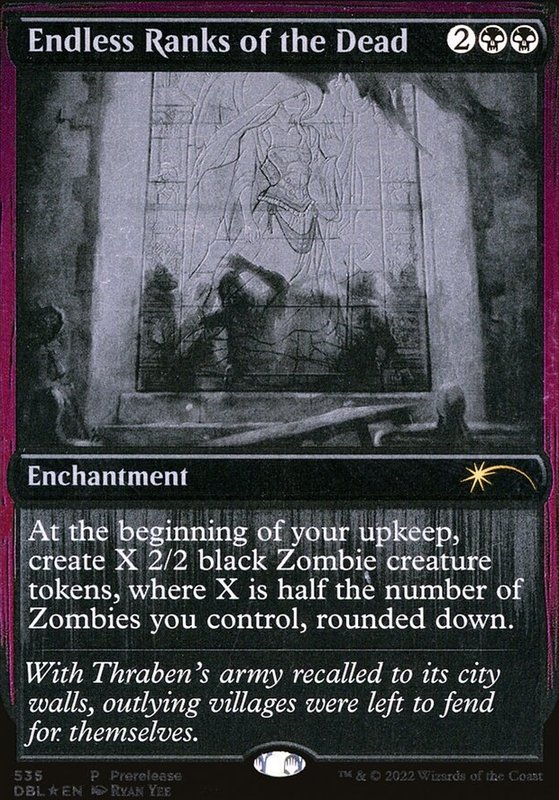 Endless Ranks of the Dead 2
Enchantment
At the beginning of your upkeep,
create X 2/2 black Zombie creature
tokens, where X is half the number of
Zombies you control, rounded down.
With Thraben's army recalled to its city
walls, outlying villages were left to fend
for themselves.
535 P Prerelease ™ & © 2022 Wizards of the Coast
DBL★EN Ryan Yee